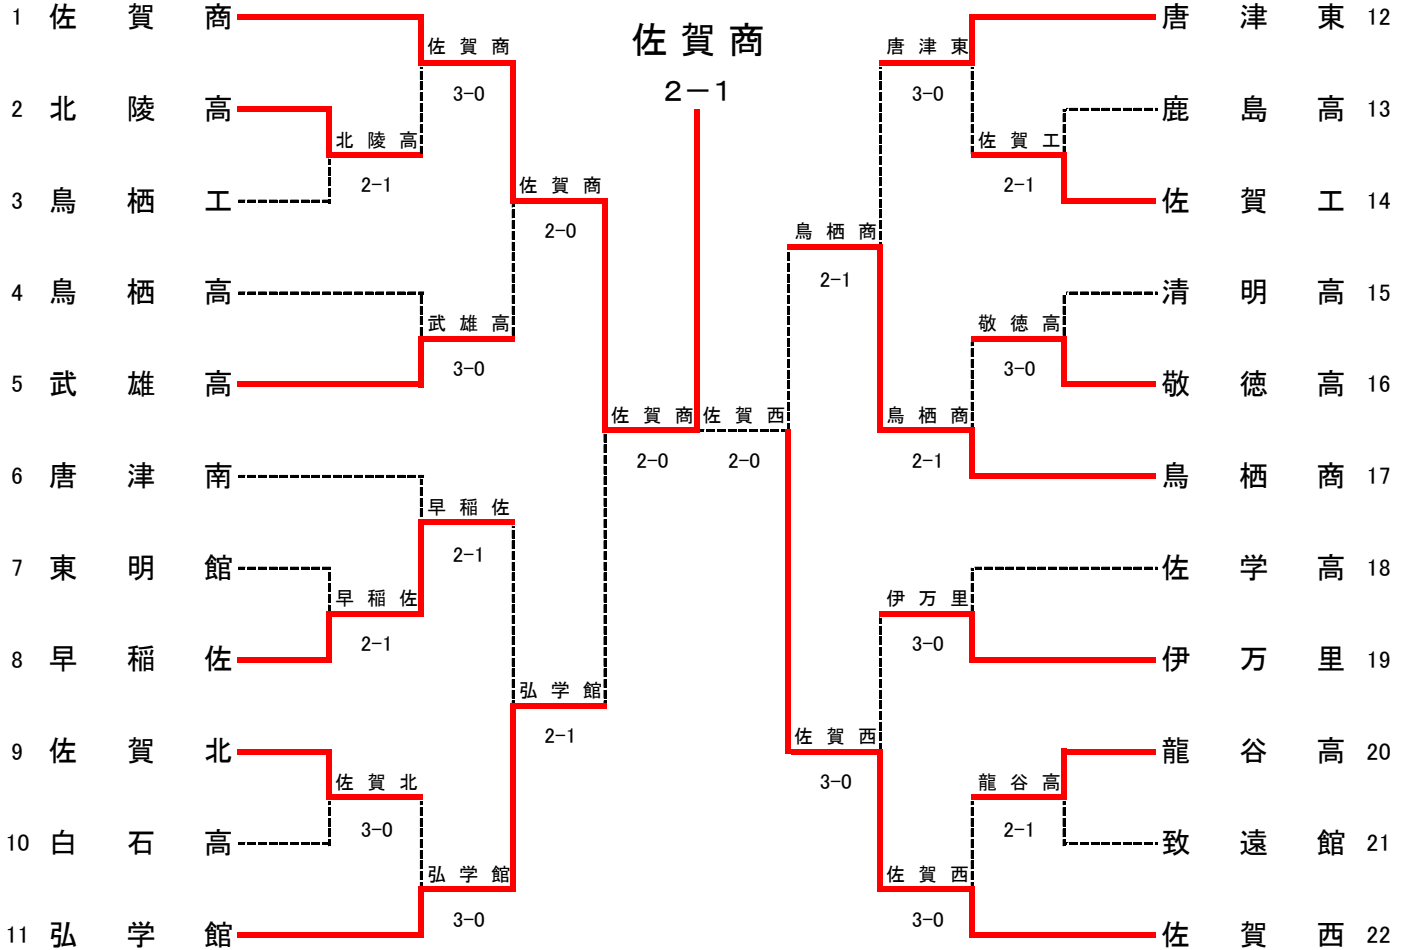 佐賀商
2－1
1 佐賀商
2 北陵高
3 鳥栖工
4 鳥栖高
5 武雄高
6 唐津南
7 東明館
8 早稲佐
9 佐賀北
10 白石高
11 弘学館
北陵高
2-1
早稲佐
2-1
佐賀北
3-0
佐賀商
3-0
武雄高
3-0
早稲佐
2-1
弘学館
3-0
佐賀商
2-0
弘学館
2-1
佐賀商
2-0
佐賀西
2-0
鳥栖商
2-1
佐賀西
3-0
唐津東
3-0
鳥栖商
2-1
伊万里
3-0
佐賀西
3-0
佐賀工
2-1
敬徳高
3-0
龍谷高
2-1
唐津東 12
鹿島高 13
佐賀工 14
清明高 15
敬徳高 16
鳥栖商 17
佐学高 18
伊万里 19
龍谷高 20
致遠館 21
佐賀西 22